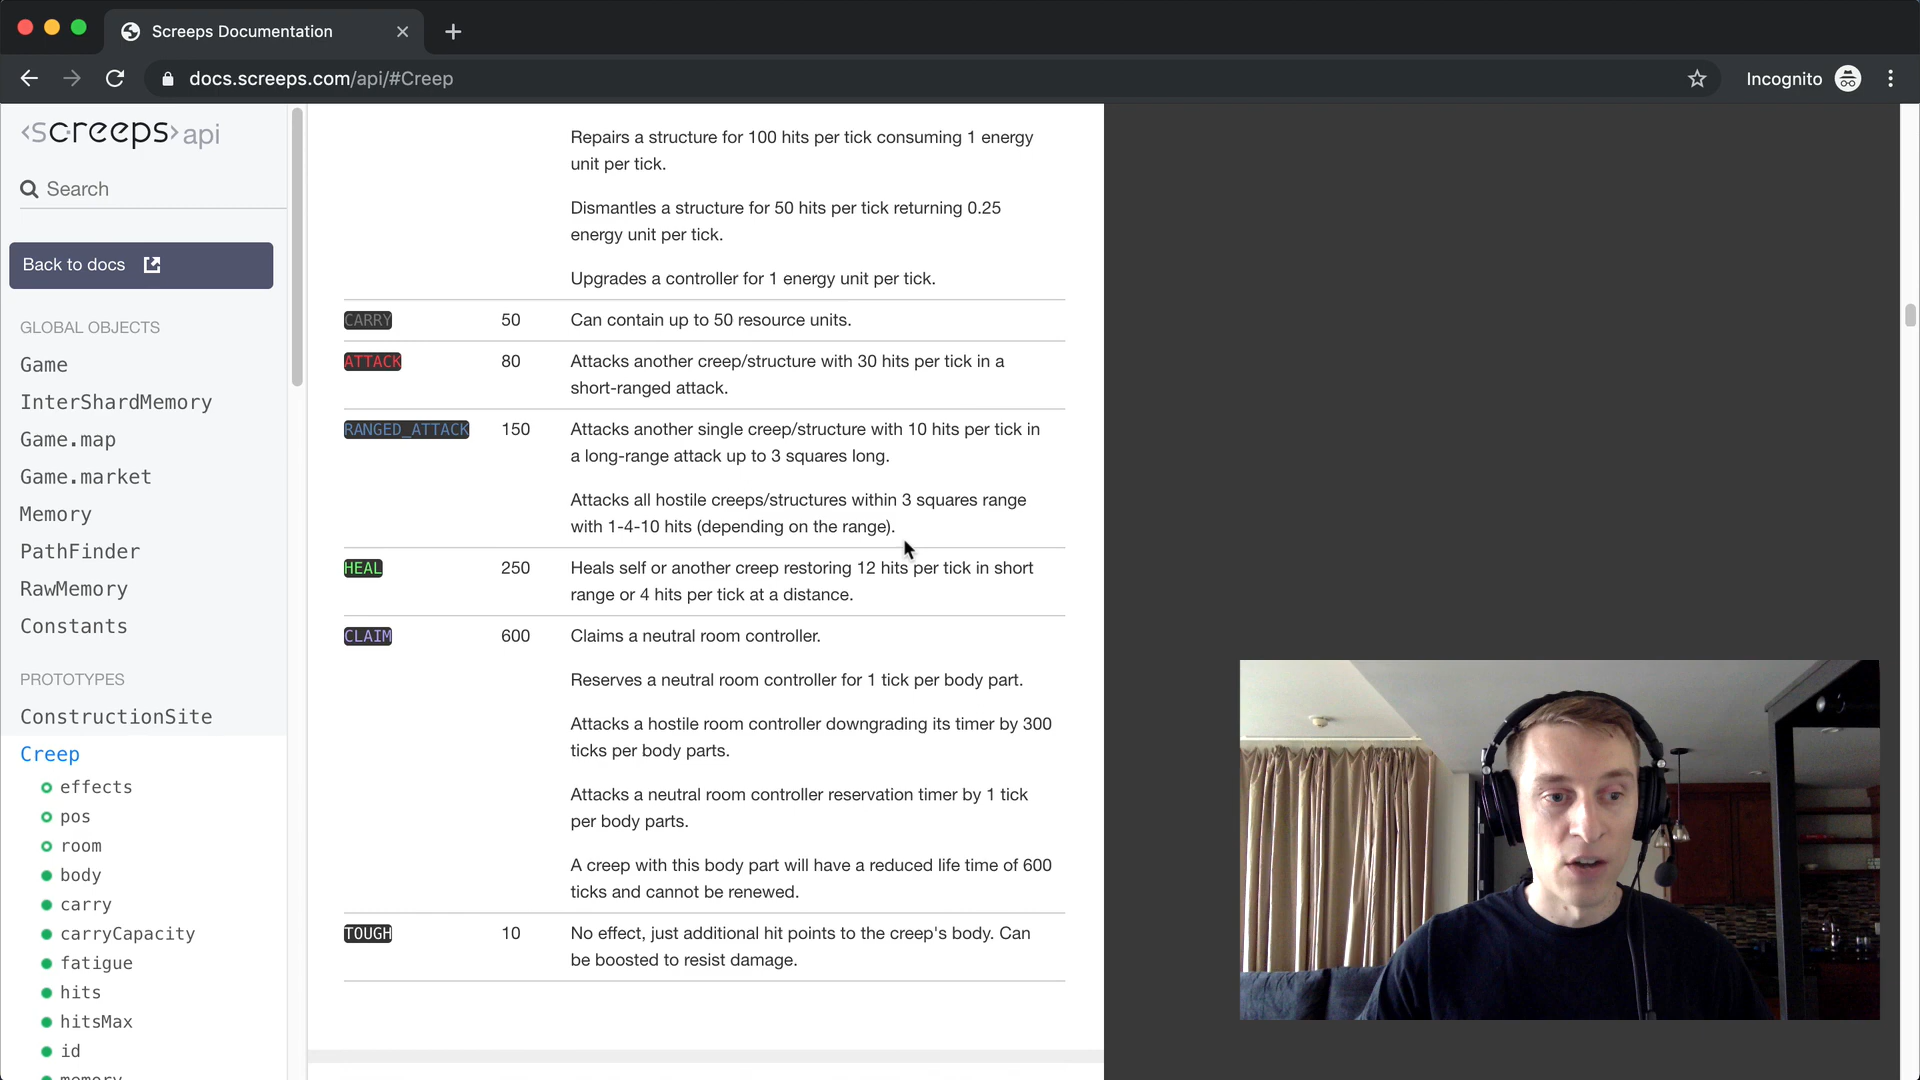 Screeps Documentation
docs.screeps.com/api/#Creep
Incognito
<screeps> api
Search
Back to docs
GLOBAL OBJECTS
Game
InterShardMemory
Game.map
Game.market
Memory
PathFinder
RawMemory
Constants
PROTOTYPES
ConstructionSite
Creep
effects
pos
room
body
carry
carryCapacity
fatigue
hits
hitsMax
id
memory
Repairs a structure for 100 hits per tick consuming 1 energy
unit per tick.
Dismantles a structure for 50 hits per tick returning 0.25
energy unit per tick.
Upgrades a controller for 1 energy unit per tick.
CARRY 50 Can contain up to 50 resource units.
ATTACK 80 Attacks another creep/structure with 30 hits per tick in a
short-ranged attack.
RANGED_ATTACK 150 Attacks another single creep/structure with 10 hits per tick in
a long-range attack up to 3 squares long.
Attacks all hostile creeps/structures within 3 squares range
with 1-4-10 hits (depending on the range).
HEAL 250 Heals self or another creep restoring 12 hits per tick in short
range or 4 hits per tick at a distance.
CLAIM 600 Claims a neutral room controller.
Reserves a neutral room controller for 1 tick per body part.
Attacks a hostile room controller downgrading its timer by 300
ticks per body parts.
Attacks a neutral room controller reservation timer by 1 tick
per body parts.
A creep with this body part will have a reduced life time of 600
ticks and cannot be renewed.
TOUGH 10 No effect, just additional hit points to the creep's body. Can
be boosted to resist damage.